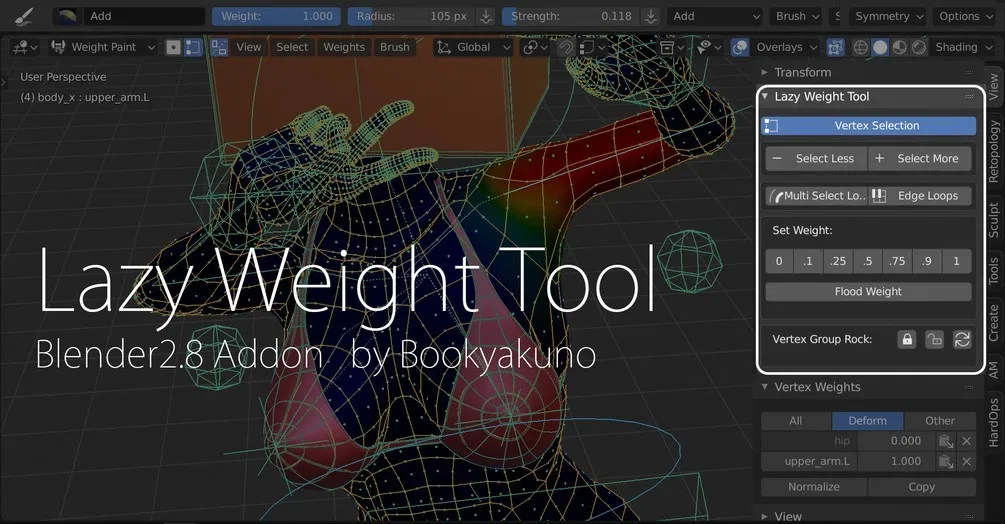 Add
Weight: 1.000
Radius: 105 px
Strength: 0.118
Add
Brush
S
Symmetry
Options
Weight Paint
View
Select
Weights
Brush
Global
Overlays
Shading
User Perspective
(4) body_x : upper_arm.L
Transform
Lazy Weight Tool
Vertex Selection
Select Less
Select More
Multi Select Lo..
Edge Loops
Set Weight:
0 .1 .25 .5 .75 .9 1
Flood Weight
Vertex Group Rock:
Vertex Weights
All Deform Other
hip 0.000
upper_arm.L 1.000
Normalize Copy
View
View
Retopology
Sculpt
Tools
Create
AM
HardOps
Lazy Weight Tool
Blender2.8 Addon by Bookyakuno